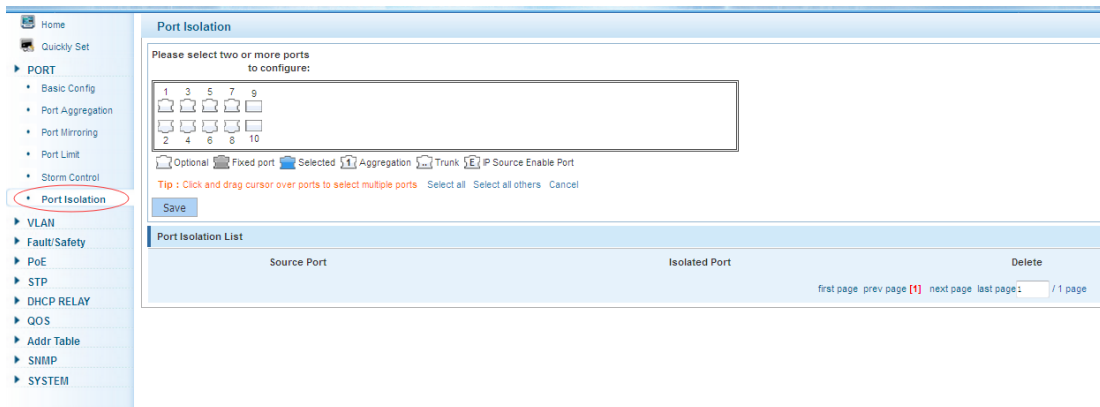 Home
Quickly Set
PORT
Basic Config
Port Aggregation
Port Mirroring
Port Limit
Storm Control
Port Isolation
VLAN
Fault/Safety
PoE
STP
DHCP RELAY
QOS
Addr Table
SNMP
SYSTEM
Port Isolation
Please select two or more ports
to configure:
1 3 5 7 9
2 4 6 8 10
Optional Fixed port Selected 1 Aggregation ... Trunk E IP Source Enable Port
Tip : Click and drag cursor over ports to select multiple ports Select all Select all others Cancel
Save
Port Isolation List
Source Port Isolated Port Delete
first page prev page [1] next page last page 1 / 1 page